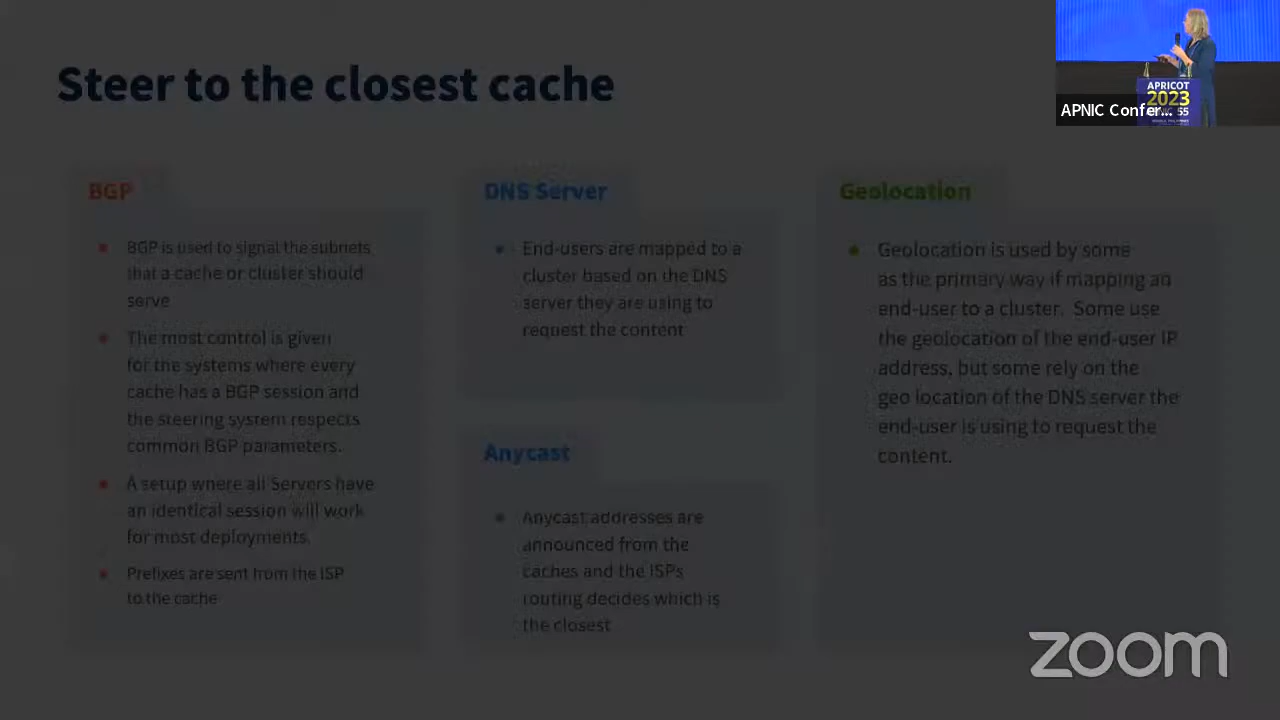 Steer to the closest cache
BGP
BGP is used to signal the subnets
that a cache or cluster should
serve
The most control is given
for the systems where every
cache has a BGP session and
the steering system respects
common BGP parameters.
A setup where all Servers have
an identical session will work
for most deployments.
Prefixes are sent from the ISP
to the cache
DNS Server
End-users are mapped to a
cluster based on the DNS
server they are using to
request the content
Anycast
Anycast addresses are
announced from the
caches and the ISPs
routing decides which is
the closest
Geolocation
Geolocation is used by some
as the primary way if mapping an
end-user to a cluster. Some use
the geolocation of the end-user IP
address, but some rely on the
geo location of the DNS server the
end-user is using to request the
content.
APRICOT
2023
55
APNIC Confer...
zoom